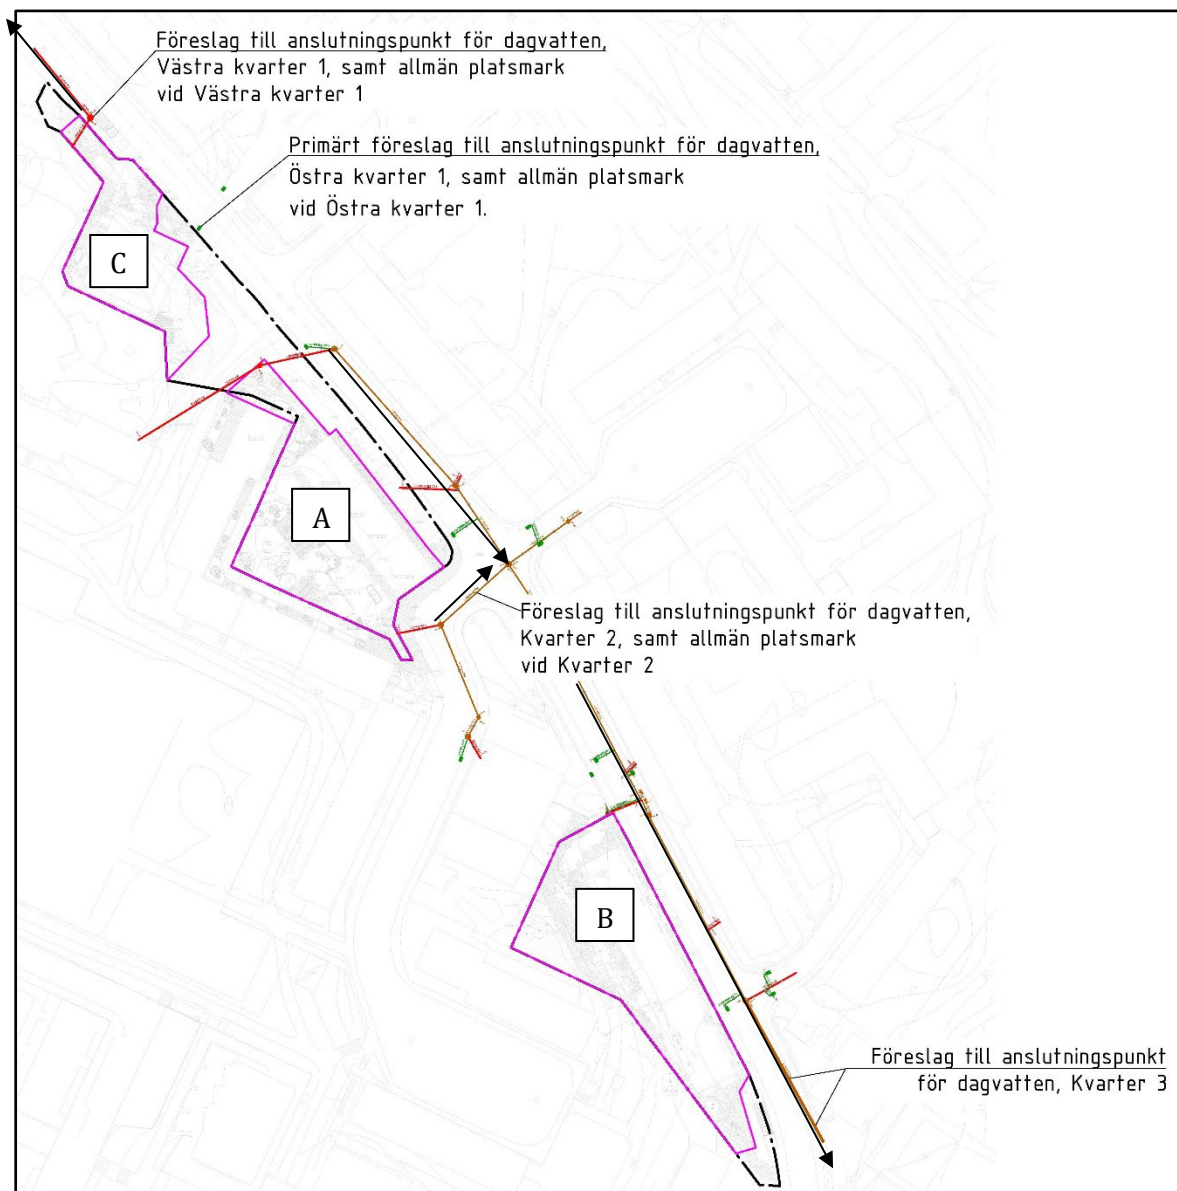 Föreslag till anslutningspunkt för dagvatten,
Västra kvarter 1, samt allmän platsmark
vid Västra kvarter 1
Primärt föreslag till anslutningspunkt för dagvatten,
Östra kvarter 1, samt allmän platsmark
vid Östra kvarter 1.
C
A
Föreslag till anslutningspunkt för dagvatten,
Kvarter 2, samt allmän platsmark
vid Kvarter 2
B
Föreslag till anslutningspunkt
för dagvatten, Kvarter 3